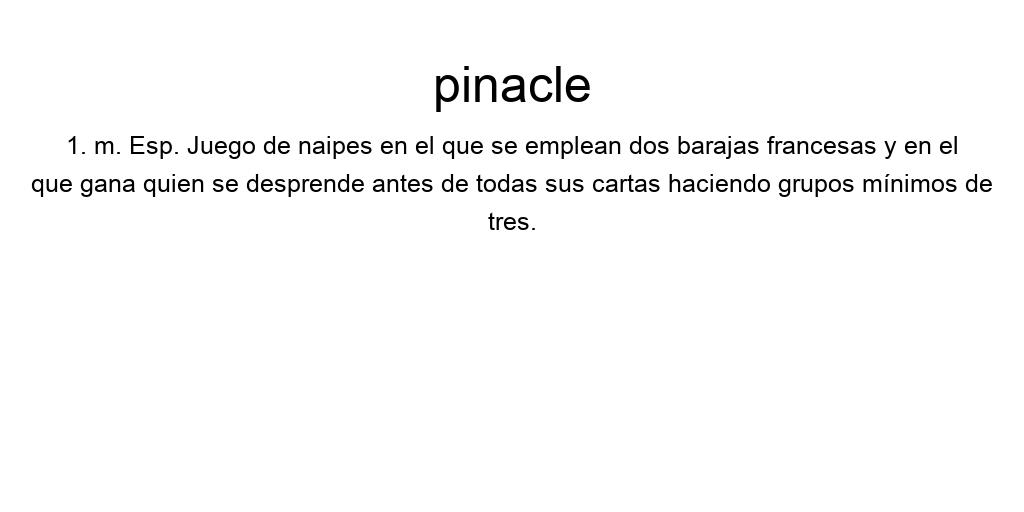 pinacle
1. m. Esp. Juego de naipes en el que se emplean dos barajas francesas y en el
que gana quien se desprende antes de todas sus cartas haciendo grupos mínimos de
tres.